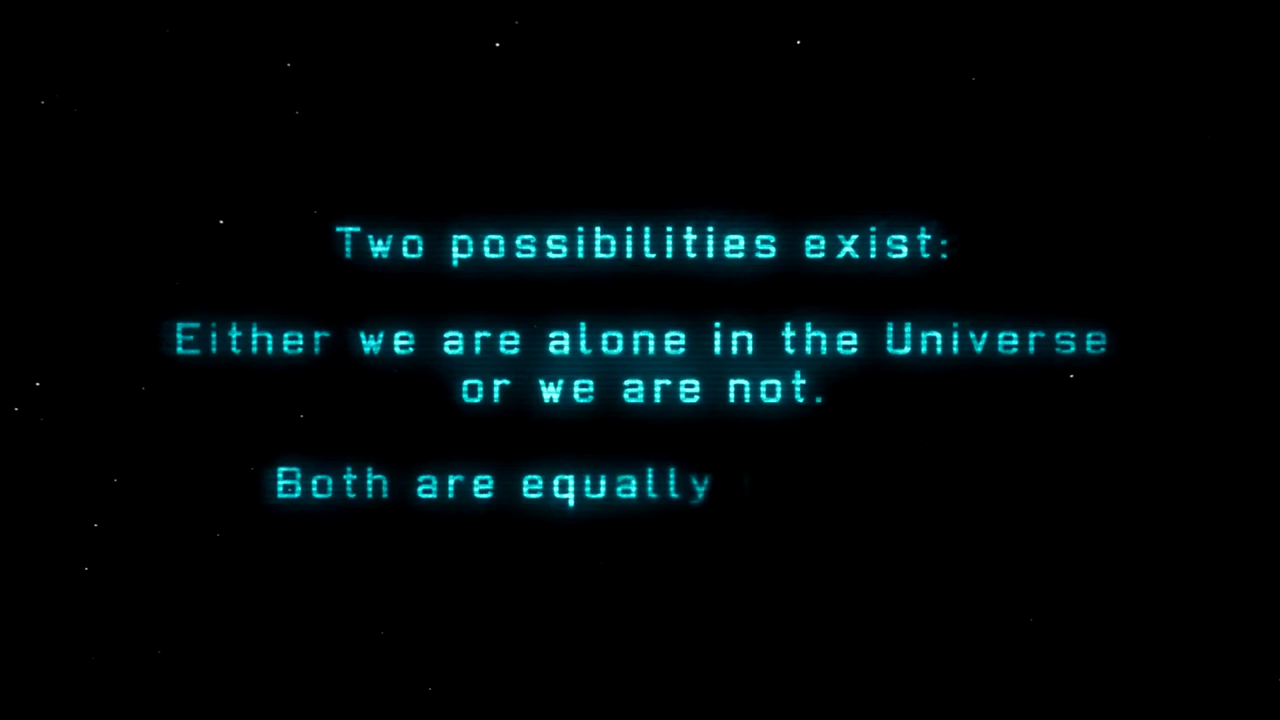 Two possibilities exist:
Either we are alone in the Universe
or we are not.
Both are equally